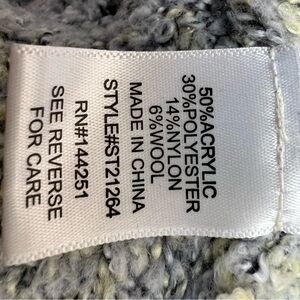 50%ACRYLIC
30%POLYESTER
14%NYLON
6%WOOL
MADE IN CHINA
STYLE#ST21264
RN#144251
SEE REVERSE
FOR CARE